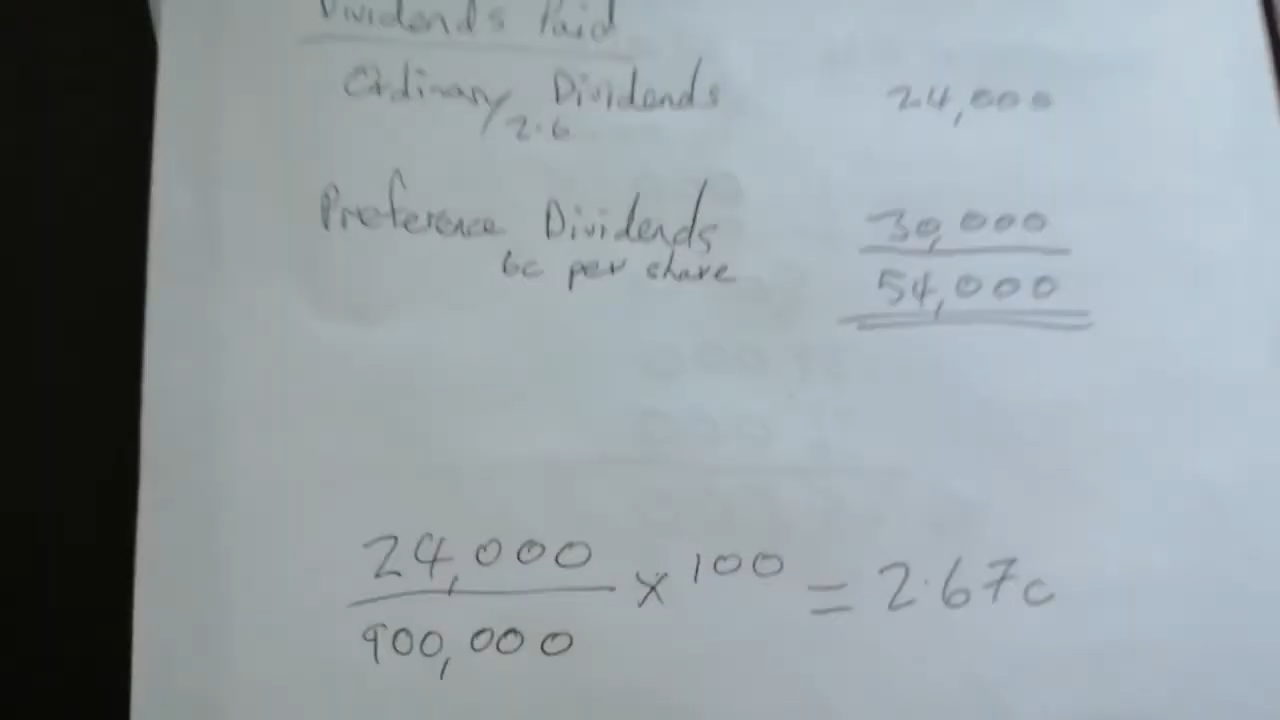 Dividends Paid
Ordinary Dividends 24,000
2.6
Preference Dividends 30,000
6c per share
54,000
24,000
900,000
× 100 = 2.67c